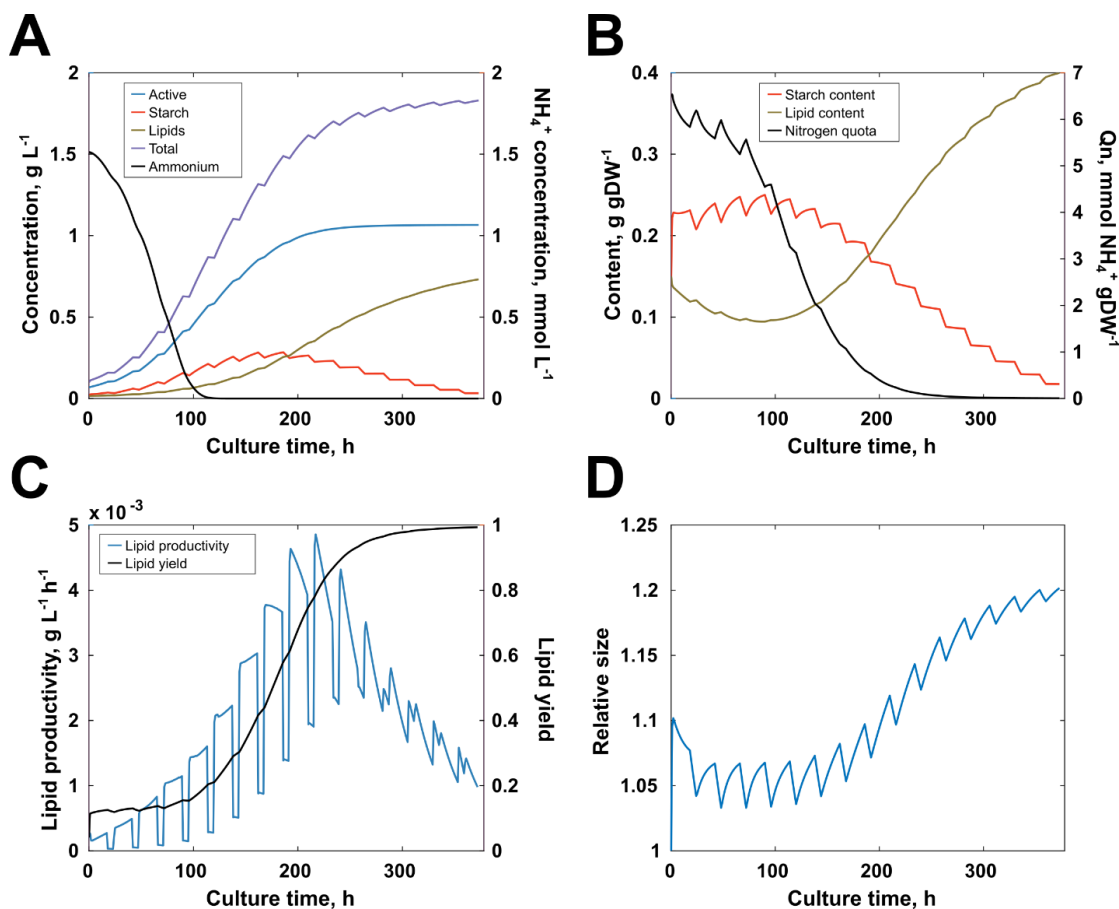 A
Concentration, g L⁻¹
2
1.5
1
0.5
0
Active
Starch
Lipids
Total
Ammonium
2
1.5
1
0.5
0
NH₄⁺ concentration, mmol L⁻¹
0 100 200 300
Culture time, h
B
Content, g gDW⁻¹
0.4
0.3
0.2
0.1
0
Starch content
Lipid content
Nitrogen quota
7
6
5
4
3
2
1
0
Qn, mmol NH₄⁺ gDW⁻¹
0 100 200 300
Culture time, h
C
Lipid productivity, g L⁻¹ h⁻¹
x 10⁻³
5
4
3
2
1
0
Lipid productivity
Lipid yield
1
0.8
0.6
0.4
0.2
0
Lipid yield
0 100 200 300
Culture time, h
D
Relative size
1.25
1.2
1.15
1.1
1.05
1
0 100 200 300
Culture time, h